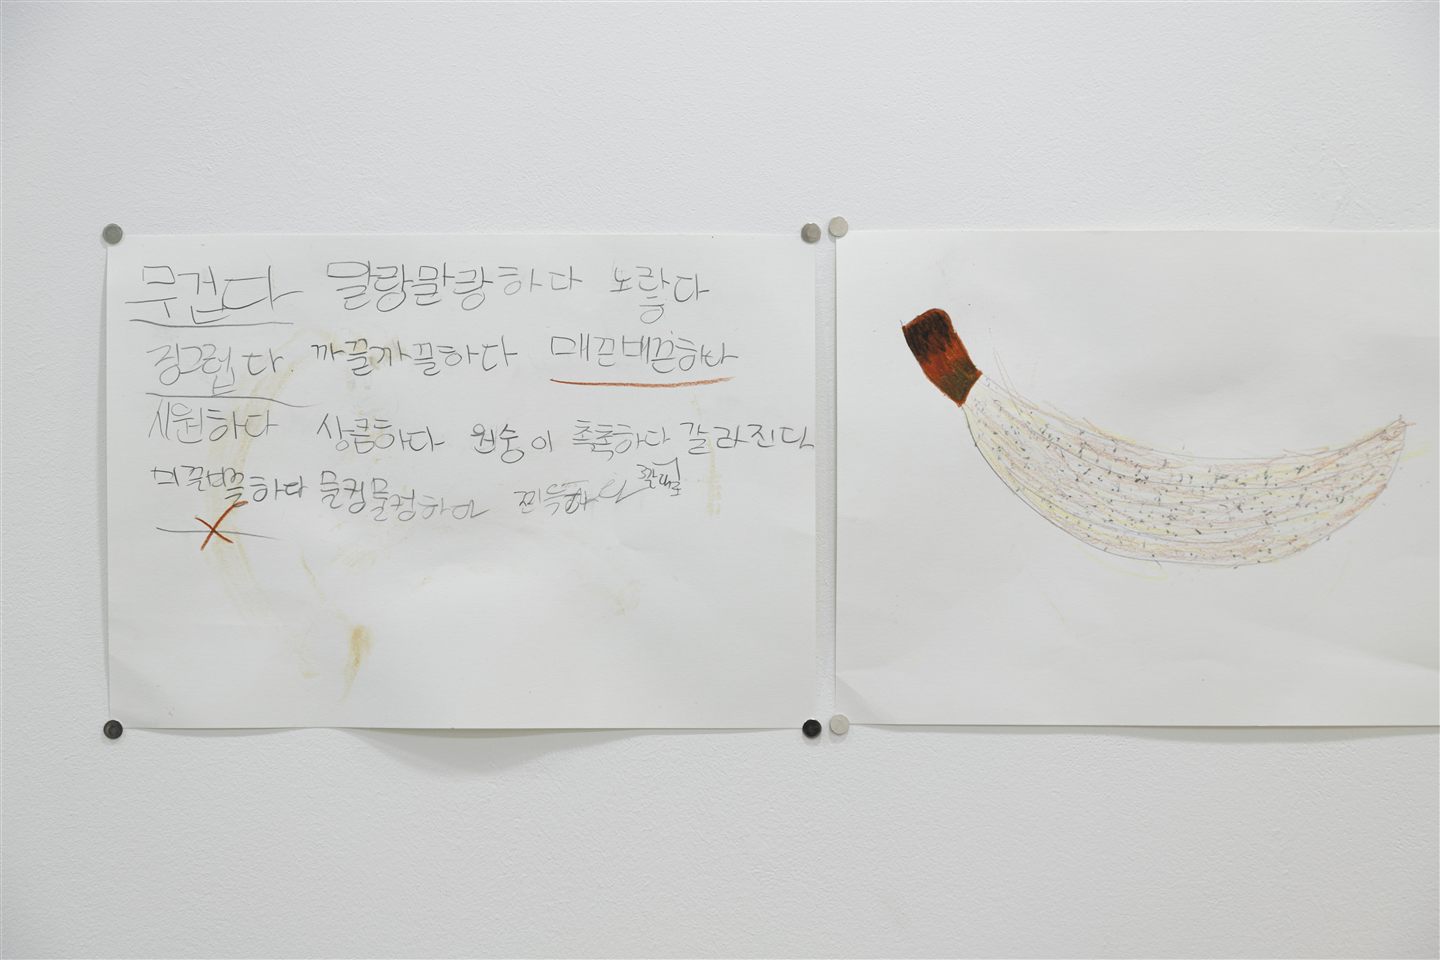 무겁다 말랑말랑하다 노랗다
징그럽다 까끌까끌하다 매끈배끈하다
시원하다 상큼하다 원숭이 촉촉하다 갈라진다
미끌버끌하다 물컹물컹하다 찐득하다